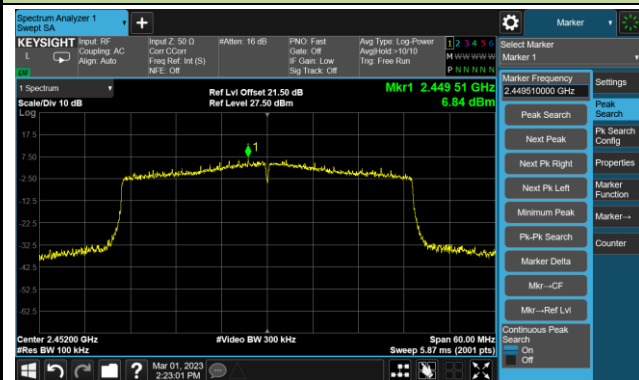 Spectrum Analyzer 1
Swept SA
Marker
KEYSIGHT
L
LW
Input: RF
Coupling: AC
Align: Auto
Input Z: 50 Ω
Corr CCorr
Freq Ref: Int (S)
NFE: Off
#Atten: 16 dB
PNO: Fast
Gate: Off
IF Gain: Low
Sig Track: Off
Avg Type: Log-Power
Avg|Hold:>10/10
Trig: Free Run
1 2 3 4 5 6
M W W W W W
P N N N N N
Select Marker
Marker 1
Marker Frequency
2.449510000 GHz
Settings
Peak Search
Next Peak
Next Pk Right
Next Pk Left
Minimum Peak
Pk-Pk Search
Marker Delta
Mkr→CF
Mkr→Ref Lvl
Continuous Peak
Search
On
Off
Peak
Search
Pk Search
Config
Properties
Marker
Function
Marker→
Counter
1 Spectrum
Scale/Div 10 dB
Log
Ref Lvl Offset 21.50 dB
Ref Level 27.50 dBm
Mkr1 2.449 51 GHz
6.84 dBm
1
17.5
7.50
-2.50
-12.5
-22.5
-32.5
-42.5
-52.5
-62.5
Center 2.45200 GHz
#Res BW 100 kHz
#Video BW 300 kHz
Span 60.00 MHz
Sweep 5.87 ms (2001 pts)
?
Mar 01, 2023
2:23:01 PM